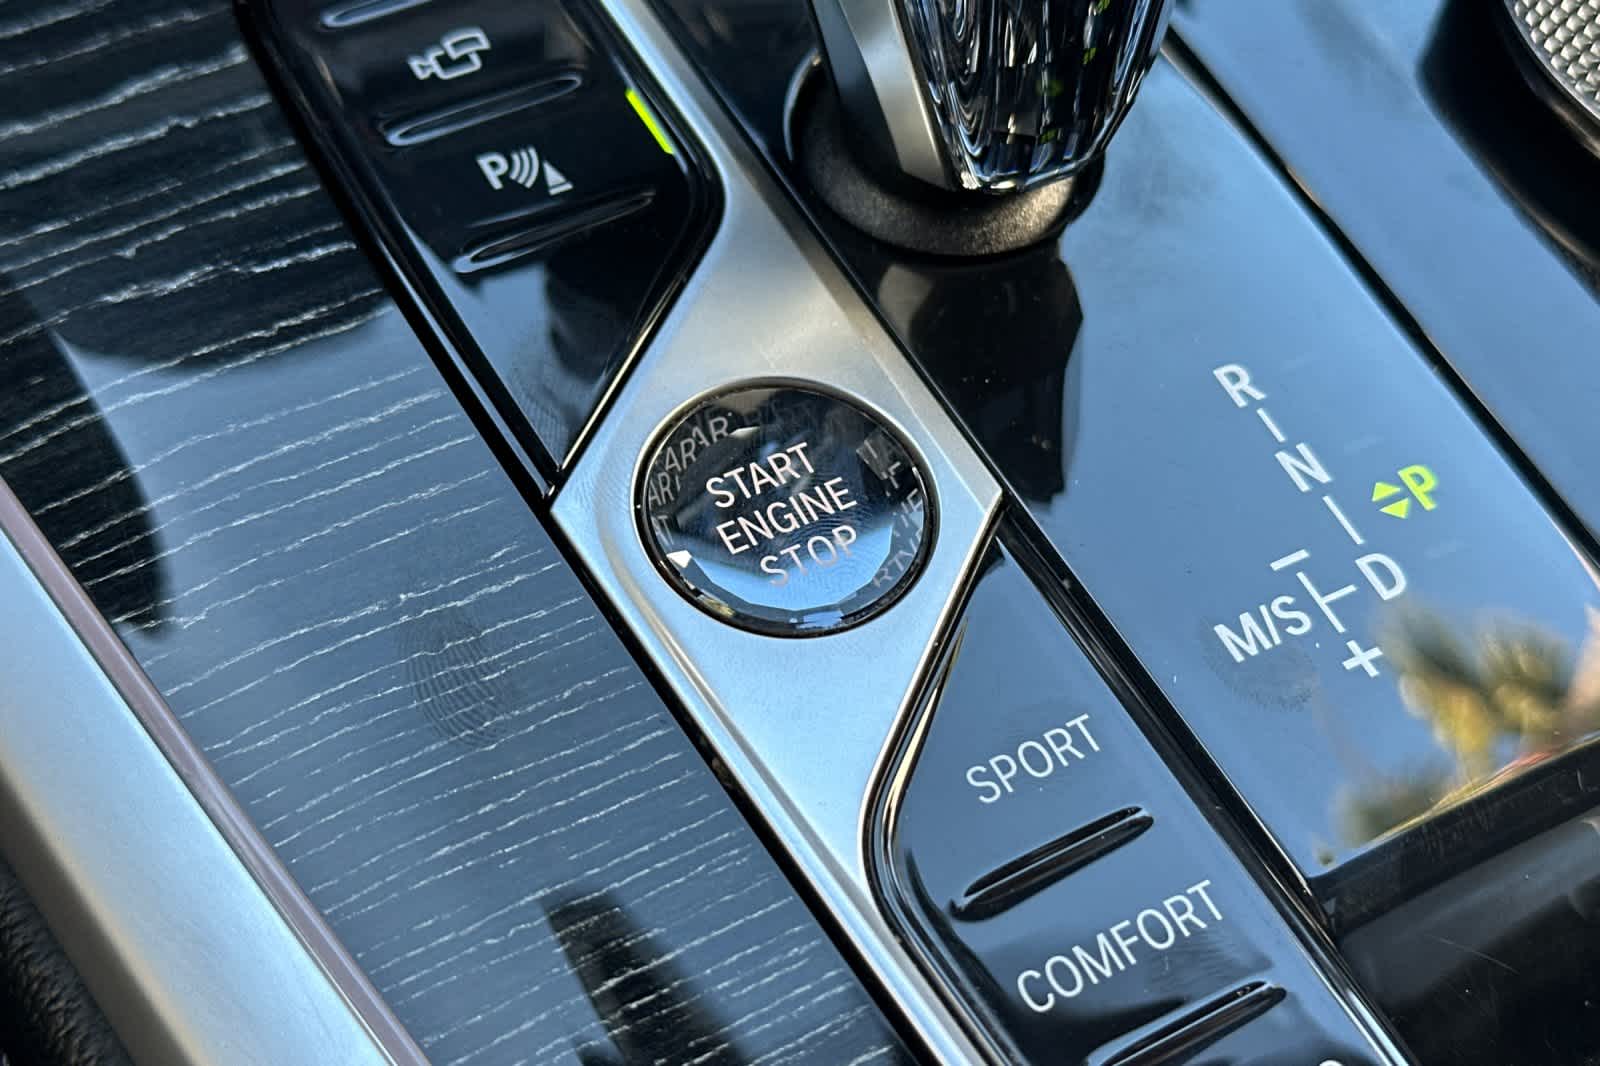 P
START
ENGINE
STOP
R
N
P
D
M/S
−
+
SPORT
COMFORT